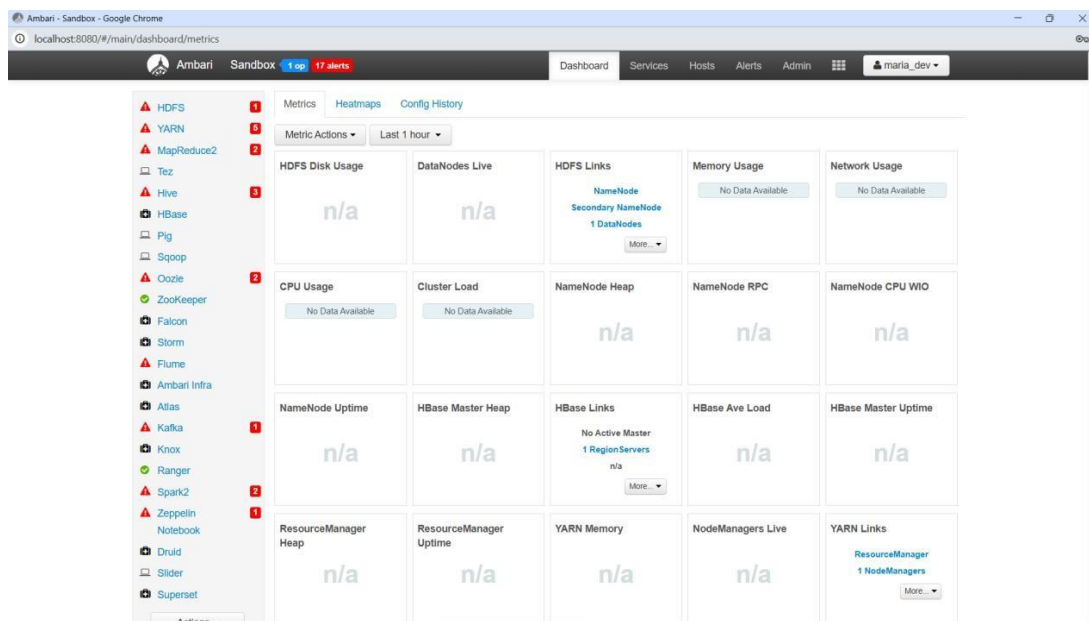 Ambari - Sandbox - Google Chrome
localhost:8080/#/main/dashboard/metrics
Ambari Sandbox 1 op 17 alerts Dashboard Services Hosts Alerts Admin maria_dev
HDFS 1
YARN 5
MapReduce2 2
Tez
Hive 3
HBase
Pig
Sqoop
Oozie 2
ZooKeeper
Falcon
Storm
Flume
Ambari Infra
Atlas
Kafka 1
Knox
Ranger
Spark2 2
Zeppelin 1
Notebook
Druid
Slider
Superset
Metrics Heatmaps Config History
Metric Actions Last 1 hour
HDFS Disk Usage
n/a
DataNodes Live
n/a
HDFS Links
NameNode
Secondary NameNode
1 DataNodes
More...
Memory Usage
No Data Available
Network Usage
No Data Available
CPU Usage
No Data Available
Cluster Load
No Data Available
NameNode Heap
n/a
NameNode RPC
n/a
NameNode CPU WIO
n/a
NameNode Uptime
n/a
HBase Master Heap
n/a
HBase Links
No Active Master
1 RegionServers
n/a
More...
HBase Ave Load
n/a
HBase Master Uptime
n/a
ResourceManager
Heap
n/a
ResourceManager
Uptime
n/a
YARN Memory
n/a
NodeManagers Live
n/a
YARN Links
ResourceManager
1 NodeManagers
More...